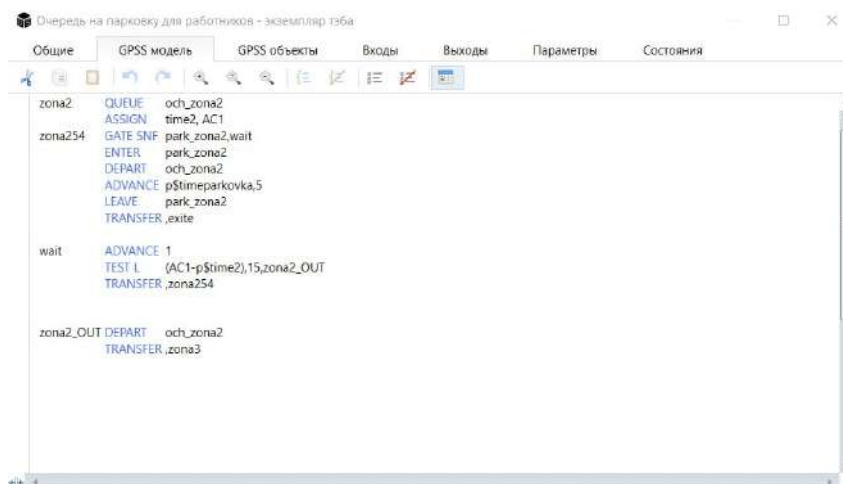 Очередь на парковку для работников - экземпляр тэба
Общие GPSS модель GPSS объекты Входы Выходы Параметры Состояния
zona2 QUEUE och_zona2
ASSIGN time2, AC1
zona254 GATE SNF park_zona2,wait
ENTER park_zona2
DEPART och_zona2
ADVANCE p$timeparkovka,5
LEAVE park_zona2
TRANSFER ,exite
wait ADVANCE 1
TEST L (AC1-p$time2),15,zona2_OUT
TRANSFER ,zona254
zona2_OUT DEPART och_zona2
TRANSFER ,zona3